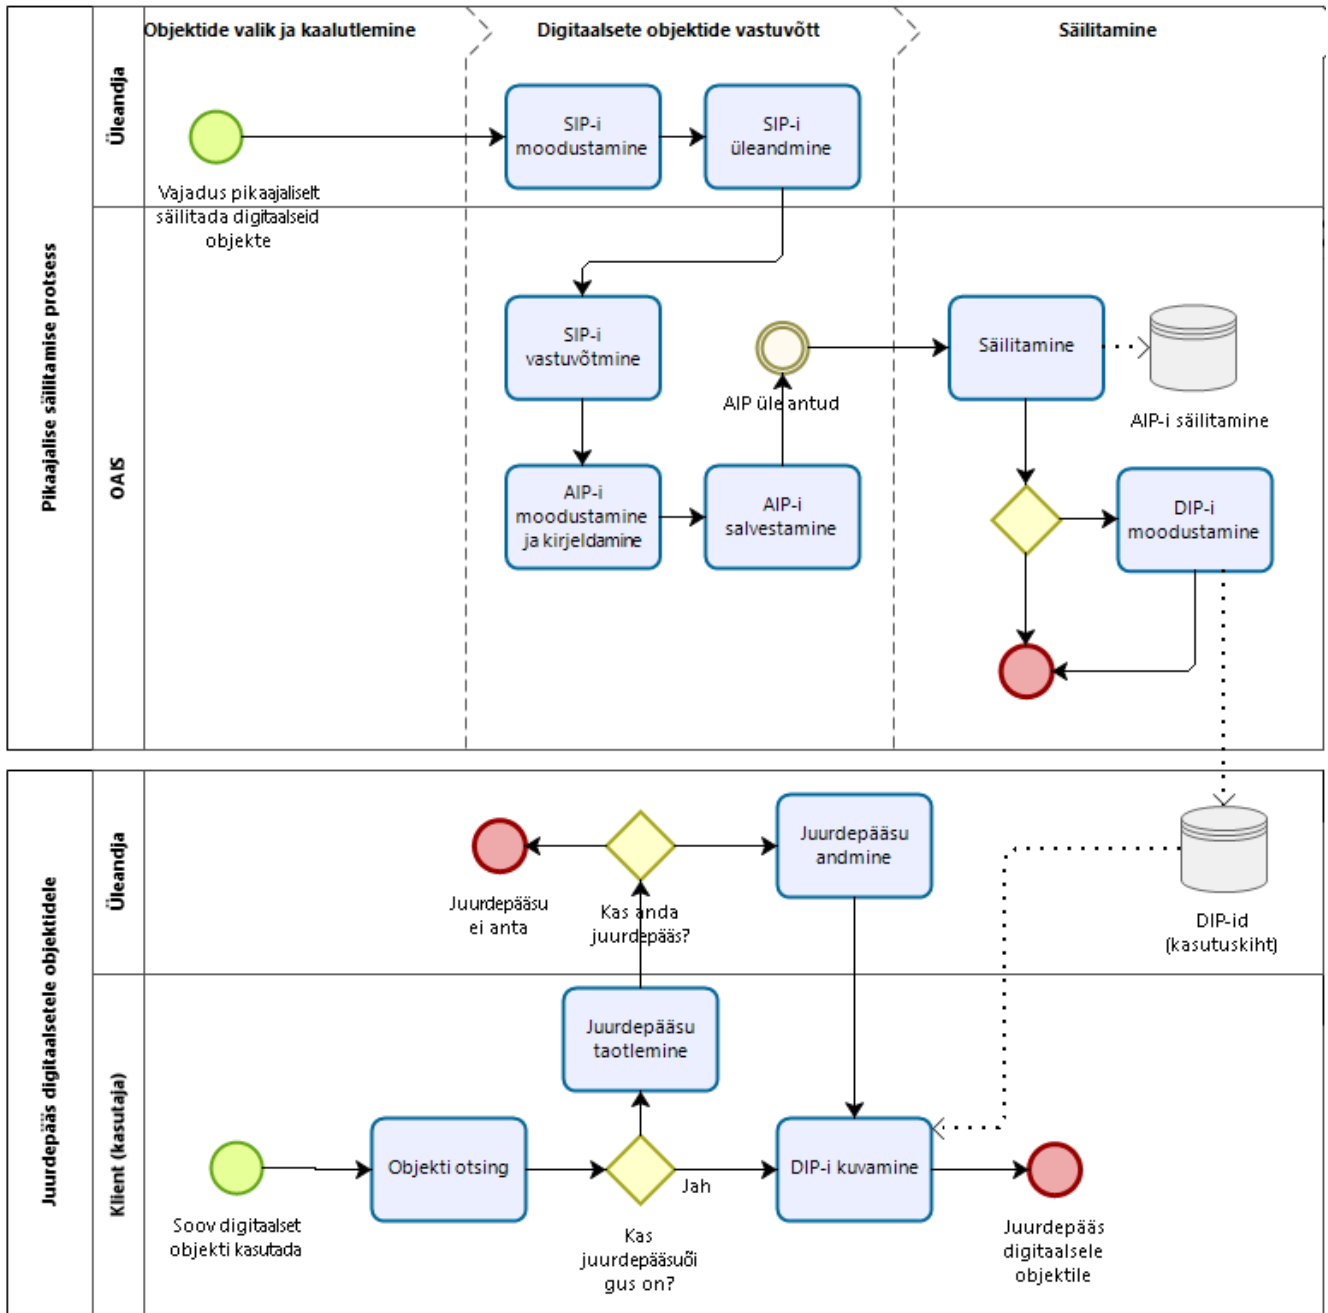 Objektide valik ja kaalutlemine
Digitaalsete objektide vastuvõtt
Säilitamine
Pikaajalise säilitamise protsess
Üleandja
Vajadus pikaajaliselt
säilitada digitaalseid
objekte
SIP-i
moodustamine
SIP-i
üleandmine
OAIS
SIP-i
vastuvõtmine
AIP üle antud
Säilitamine
AIP-i säilitamine
AIP-i
moodustamine
ja kirjeldamine
AIP-i
salvestamine
DIP-i
moodustamine
Juurdepääs digitaalsetele objektidele
Üleandja
Juurdepääsu
ei anta
Kas anda
juurdepääs?
Juurdepääsu
andmine
DIP-id
(kasutuskiht)
Klient (kasutaja)
Juurdepääsu
taotlemine
Soov digitaalset
objekti kasutada
Objekti otsing
Kas
juurdepääsuõi
gus on?
Jah
DIP-i kuvamine
Juurdepääs
digitaalsele
objektile